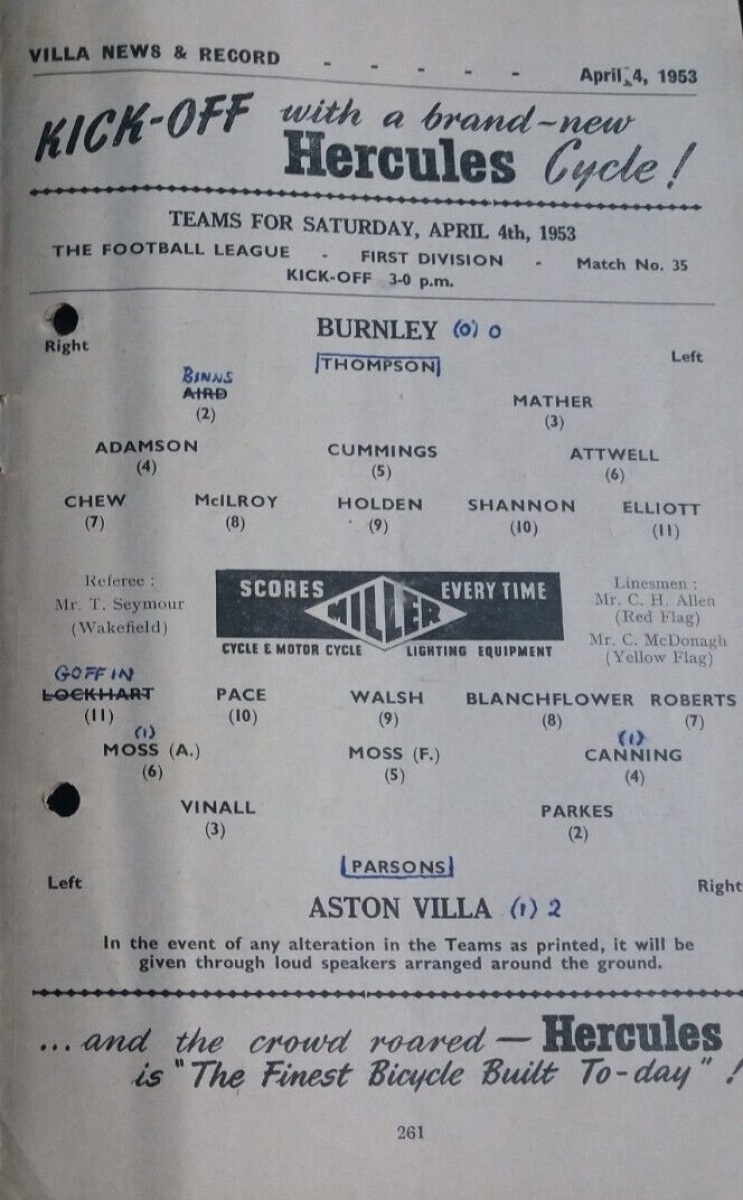 VILLA NEWS & RECORD - - - - - April 4, 1953
KICK-OFF with a brand-new
Hercules Cycle!
TEAMS FOR SATURDAY, APRIL 4th, 1953
THE FOOTBALL LEAGUE - FIRST DIVISION - Match No. 35
KICK-OFF 3-0 p.m.
BURNLEY (0) 0
Right Left
THOMPSON
BINNS
AIRD MATHER
(2) (3)
ADAMSON CUMMINGS ATTWELL
(4) (5) (6)
CHEW McILROY HOLDEN SHANNON ELLIOTT
(7) (8) (9) (10) (11)
Referee :
Mr. T. Seymour
(Wakefield)
SCORES MILLER EVERY TIME
CYCLE & MOTOR CYCLE LIGHTING EQUIPMENT
Linesmen :
Mr. C. H. Allen
(Red Flag)
Mr. C. McDonagh
(Yellow Flag)
GOFFIN
LOCKHART PACE WALSH BLANCHFLOWER ROBERTS
(11) (10) (9) (8) (7)
(1) (1)
MOSS (A.) MOSS (F.) CANNING
(6) (5) (4)
VINALL PARKES
(3) (2)
PARSONS
Left Right
ASTON VILLA (1) 2
In the event of any alteration in the Teams as printed, it will be
given through loud speakers arranged around the ground.
...and the crowd roared — Hercules
is "The Finest Bicycle Built To-day" !
261